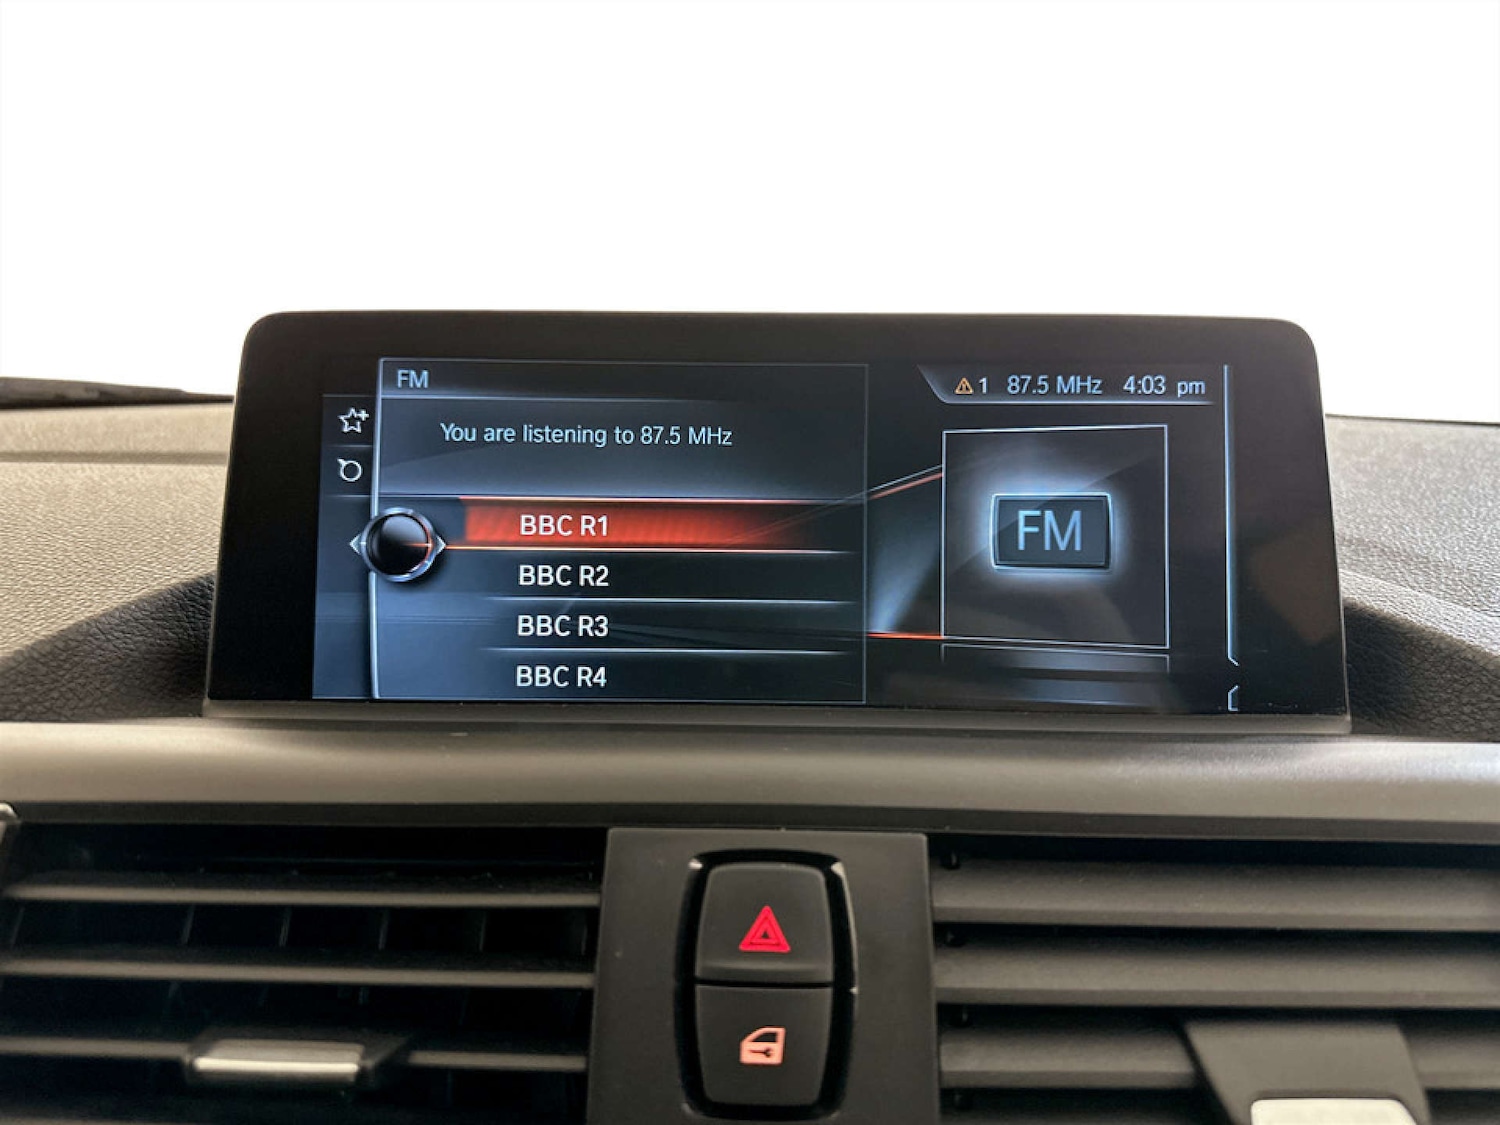 FM
1 87.5 MHz 4:03 pm
You are listening to 87.5 MHz
BBC R1
BBC R2
BBC R3
BBC R4
FM